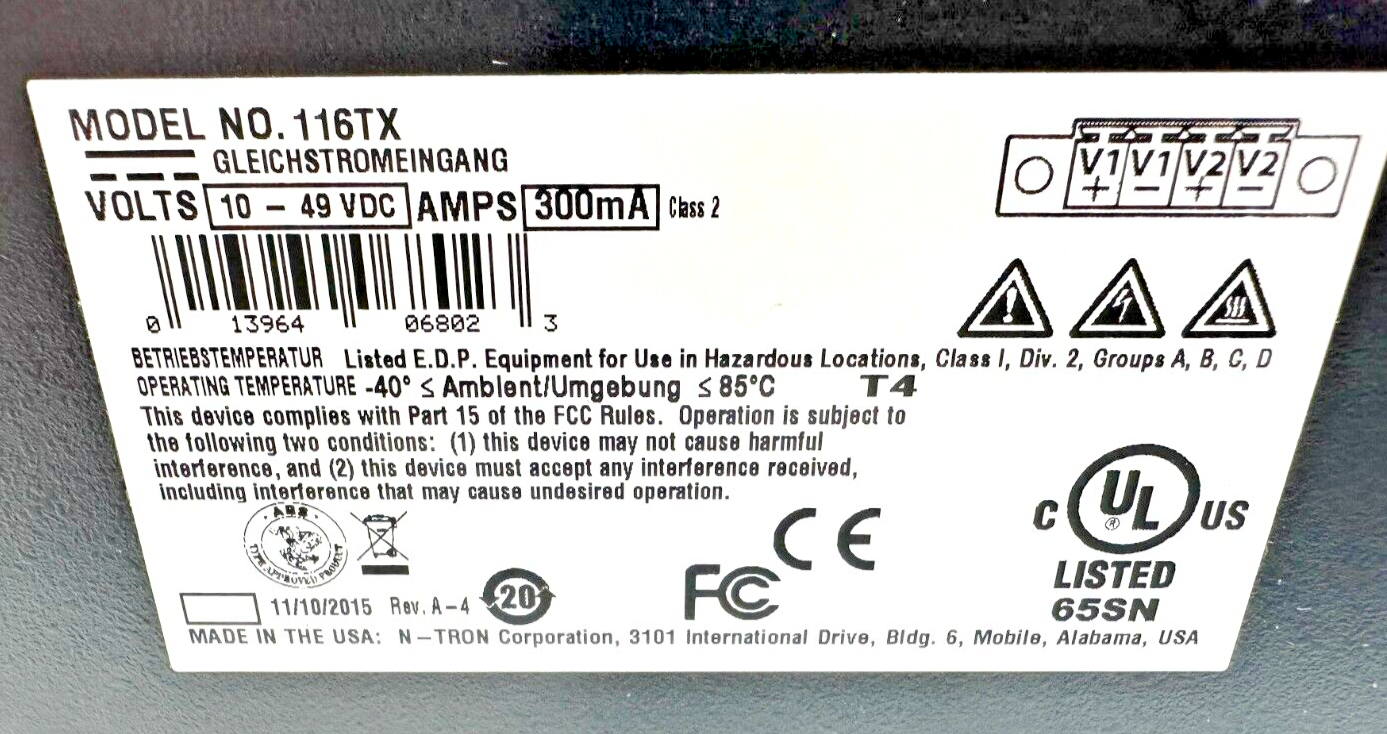 MODEL NO. 116TX
GLEICHSTROMEINGANG
VOLTS 10 – 49 VDC AMPS 300mA Class 2
V1 V1 V2 V2
+ – + –
0 13964 06802 3
BETRIEBSTEMPERATUR Listed E.D.P. Equipment for Use in Hazardous Locations, Class I, Div. 2, Groups A, B, C, D
OPERATING TEMPERATURE -40° ≤ Ambient/Umgebung ≤ 85°C T4
This device complies with Part 15 of the FCC Rules. Operation is subject to
the following two conditions: (1) this device may not cause harmful
interference, and (2) this device must accept any interference received,
including interference that may cause undesired operation.
ABS
TYPE APPROVED PRODUCT
CE
FC
C UL ® US
LISTED
65SN
11/10/2015 Rev. A-4 20
MADE IN THE USA: N-TRON Corporation, 3101 International Drive, Bldg. 6, Mobile, Alabama, USA